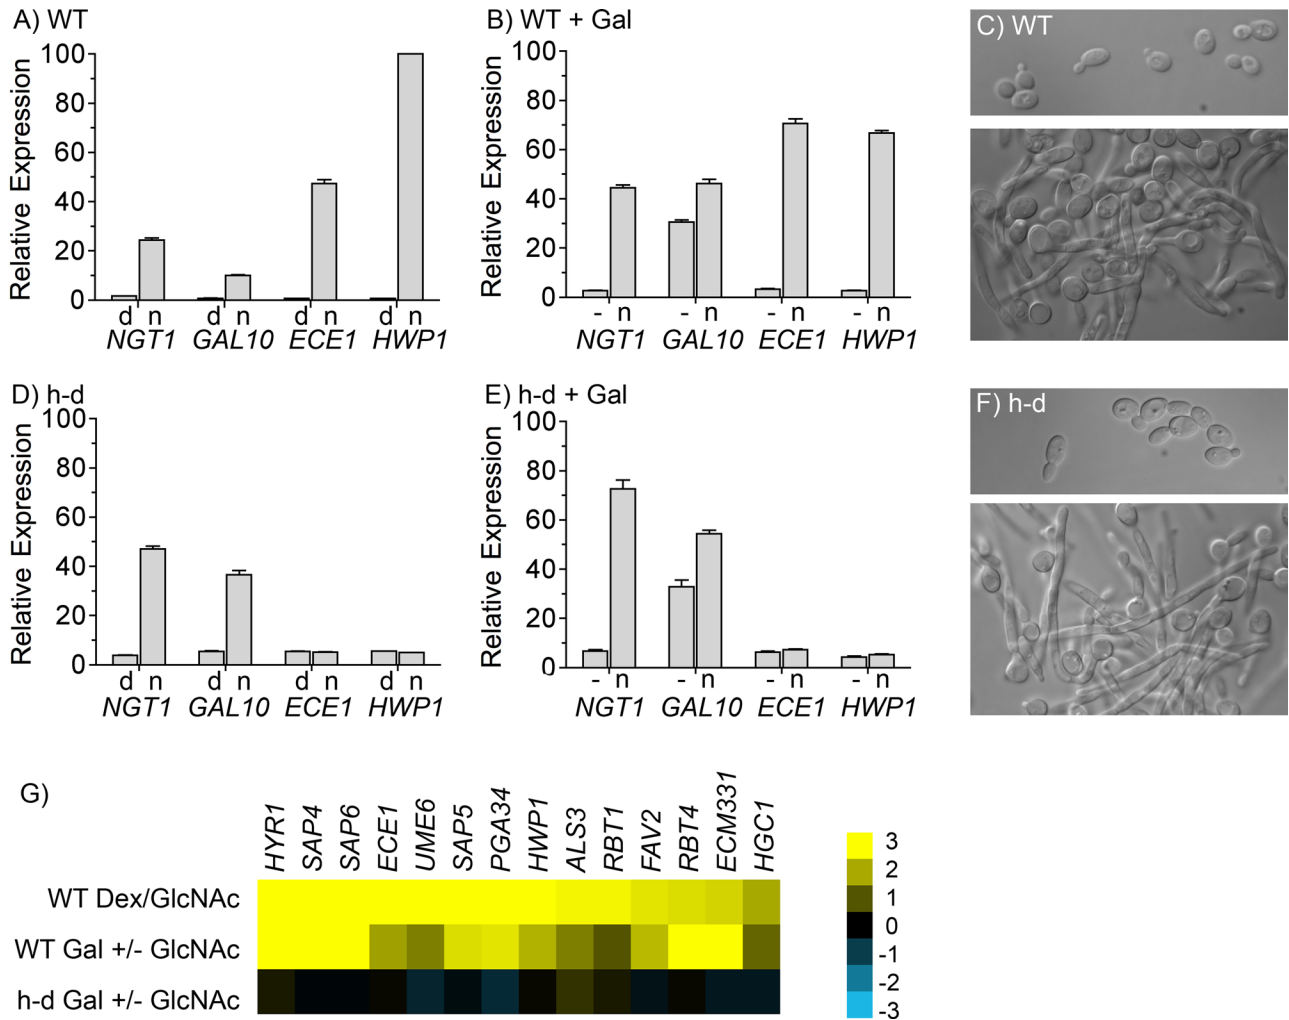 A) WT
Relative Expression
100
80
60
40
20
0
d n d n d n d n
NGT1 GAL10 ECE1 HWP1
B) WT + Gal
Relative Expression
100
80
60
40
20
0
- n - n - n - n
NGT1 GAL10 ECE1 HWP1
C) WT
D) h-d
Relative Expression
100
80
60
40
20
0
d n d n d n d n
NGT1 GAL10 ECE1 HWP1
E) h-d + Gal
Relative Expression
100
80
60
40
20
0
- n - n - n - n
NGT1 GAL10 ECE1 HWP1
F) h-d
G)
HYR1
SAP4
SAP6
ECE1
UME6
SAP5
PGA34
HWP1
ALS3
RBT1
FAV2
RBT4
ECM331
HGC1
WT Dex/GlcNAc
WT Gal +/- GlcNAc
h-d Gal +/- GlcNAc
3
2
1
0
-1
-2
-3